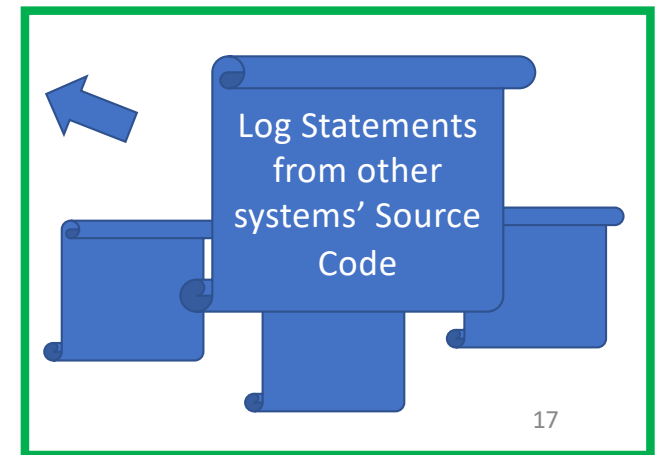 Log Statements
from other
systems’ Source
Code
17